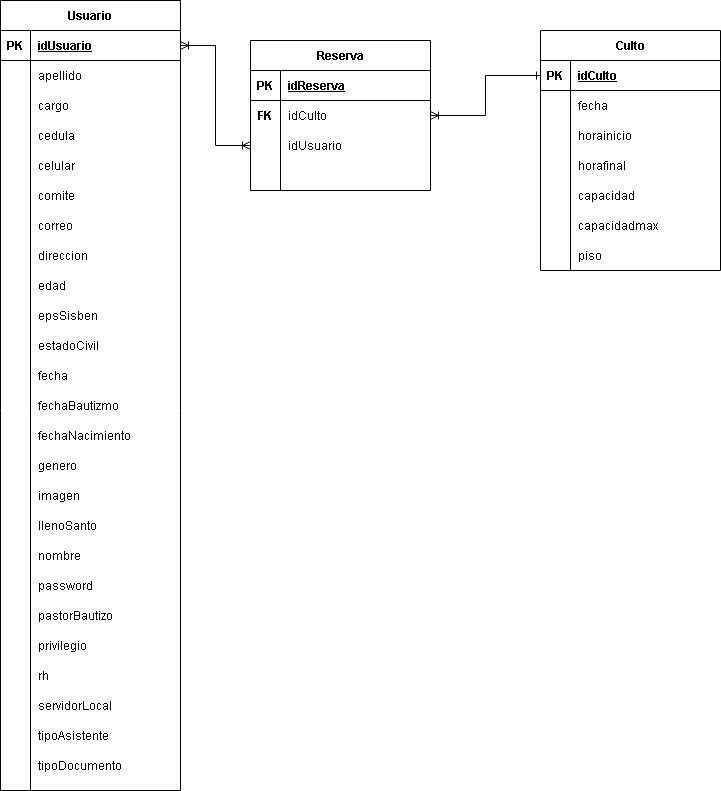 Usuario
PK idUsuario
apellido
cargo
cedula
celular
comite
correo
direccion
edad
epsSisben
estadoCivil
fecha
fechaBautizmo
fechaNacimiento
genero
imagen
llenoSanto
nombre
password
pastorBautizo
privilegio
rh
servidorLocal
tipoAsistente
tipoDocumento
Reserva
PK idReserva
FK idCulto
idUsuario
Culto
PK idCulto
fecha
horainicio
horafinal
capacidad
capacidadmax
piso